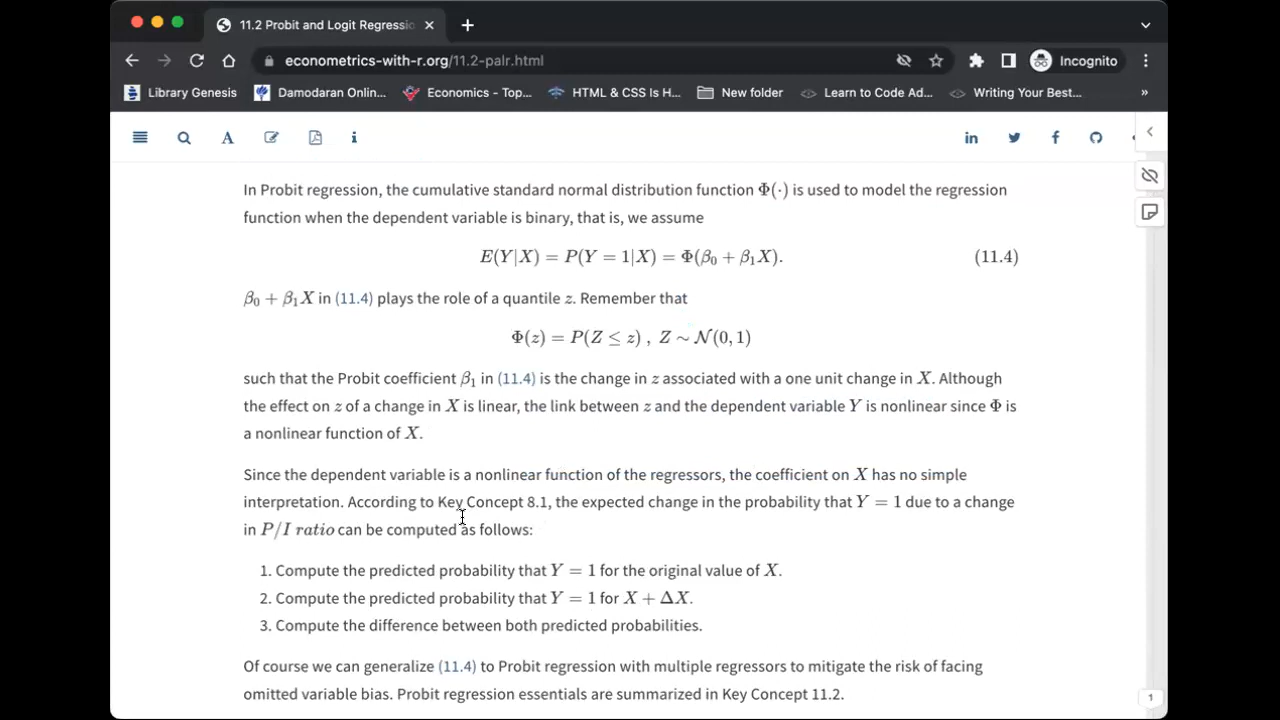 11.2 Probit and Logit Regressio
econometrics-with-r.org/11.2-palr.html
Incognito
Library Genesis
Damodaran Onlin...
Economics - Top...
HTML & CSS Is H...
New folder
Learn to Code Ad...
Writing Your Best...
»
In Probit regression, the cumulative standard normal distribution function Φ(·) is used to model the regression
function when the dependent variable is binary, that is, we assume
E(Y|X) = P(Y = 1|X) = Φ(β₀ + β₁X). (11.4)
β₀ + β₁X in (11.4) plays the role of a quantile z. Remember that
Φ(z) = P(Z ≤ z) , Z ∼ 𝒩(0, 1)
such that the Probit coefficient β₁ in (11.4) is the change in z associated with a one unit change in X. Although
the effect on z of a change in X is linear, the link between z and the dependent variable Y is nonlinear since Φ is
a nonlinear function of X.
Since the dependent variable is a nonlinear function of the regressors, the coefficient on X has no simple
interpretation. According to Key Concept 8.1, the expected change in the probability that Y = 1 due to a change
in P/I ratio can be computed as follows:
1. Compute the predicted probability that Y = 1 for the original value of X.
2. Compute the predicted probability that Y = 1 for X + ΔX.
3. Compute the difference between both predicted probabilities.
Of course we can generalize (11.4) to Probit regression with multiple regressors to mitigate the risk of facing
omitted variable bias. Probit regression essentials are summarized in Key Concept 11.2.
1